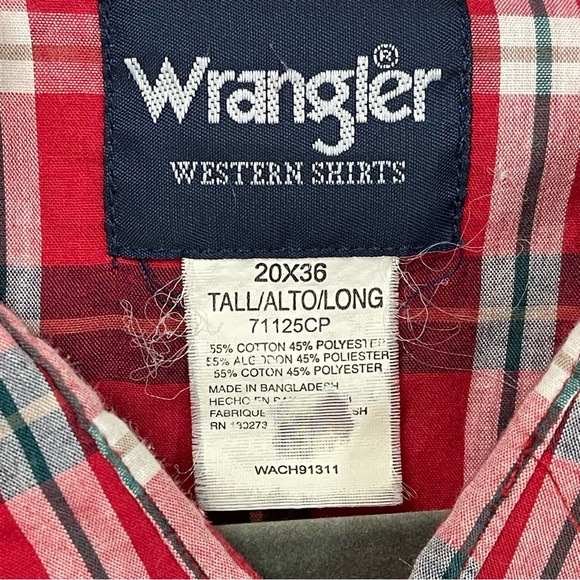 Wrangler®
WESTERN SHIRTS
20X36
TALL/ALTO/LONG
71125CP
55% COTTON 45% POLYESTER
55% ALGODON 45% POLIESTER
55% COTON 45% POLYESTER
MADE IN BANGLADESH
HECHO EN
FABRIQUE
RN 130273
WACH91311